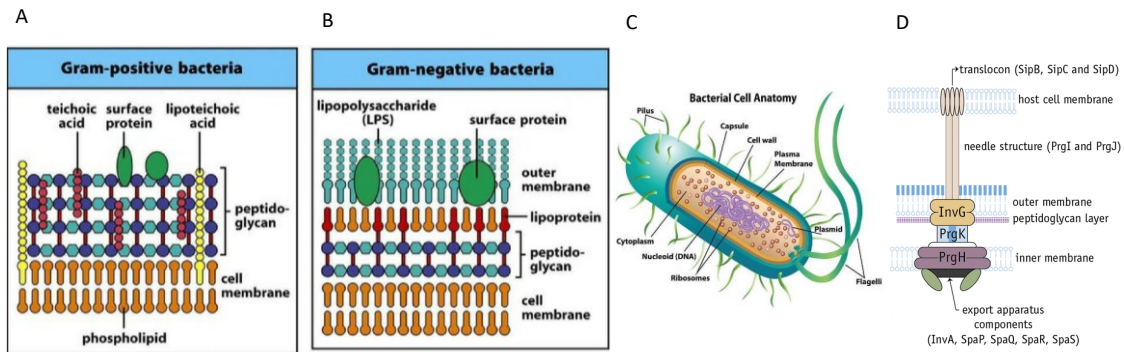 A
Gram-positive bacteria
teichoic
acid
surface
protein
lipoteichoic
acid
peptido-
glycan
cell
membrane
phospholipid
B
Gram-negative bacteria
lipopolysaccharide
(LPS)
surface protein
outer
membrane
lipoprotein
peptido-
glycan
cell
membrane
C
Bacterial Cell Anatomy
Pilus
Capsule
Cell wall
Plasma
Membrane
Cytoplasm
Plasmid
Nucleoid (DNA)
Ribosomes
Flagelli
D
translocon (SipB, SipC and SipD)
host cell membrane
needle structure (PrgI and PrgJ)
outer membrane
InvG
peptidoglycan layer
PrgK
PrgH
inner membrane
export apparatus
components
(InvA, SpaP, SpaQ, SpaR, SpaS)